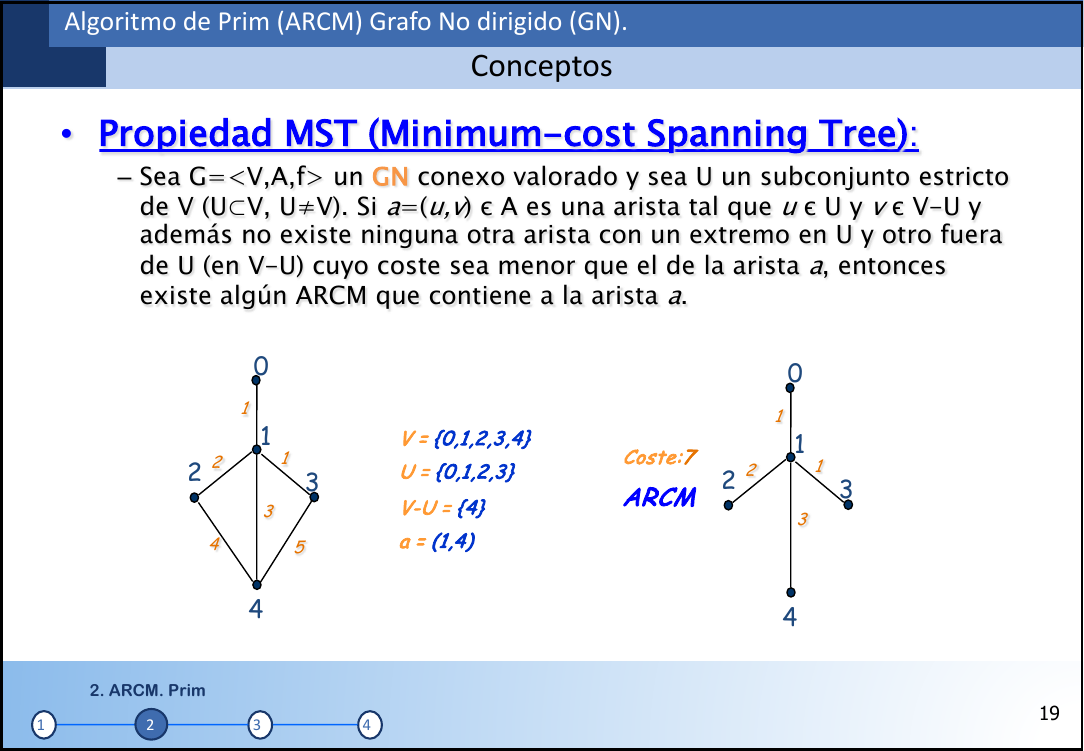 Algoritmo de Prim (ARCM) Grafo No dirigido (GN).
Conceptos
• Propiedad MST (Minimum-cost Spanning Tree):
– Sea G=<V,A,f> un GN conexo valorado y sea U un subconjunto estricto
de V (U⊂V, U≠V). Si a=(u,v) є A es una arista tal que u є U y v є V-U y
además no existe ninguna otra arista con un extremo en U y otro fuera
de U (en V-U) cuyo coste sea menor que el de la arista a, entonces
existe algún ARCM que contiene a la arista a.
0
1
1
2
2
1
3
3
4
5
4
V = {0,1,2,3,4}
U = {0,1,2,3}
V-U = {4}
a = (1,4)
Coste:7
ARCM
0
1
1
2
2
1
3
3
4
2. ARCM. Prim
1
2
3
4
19